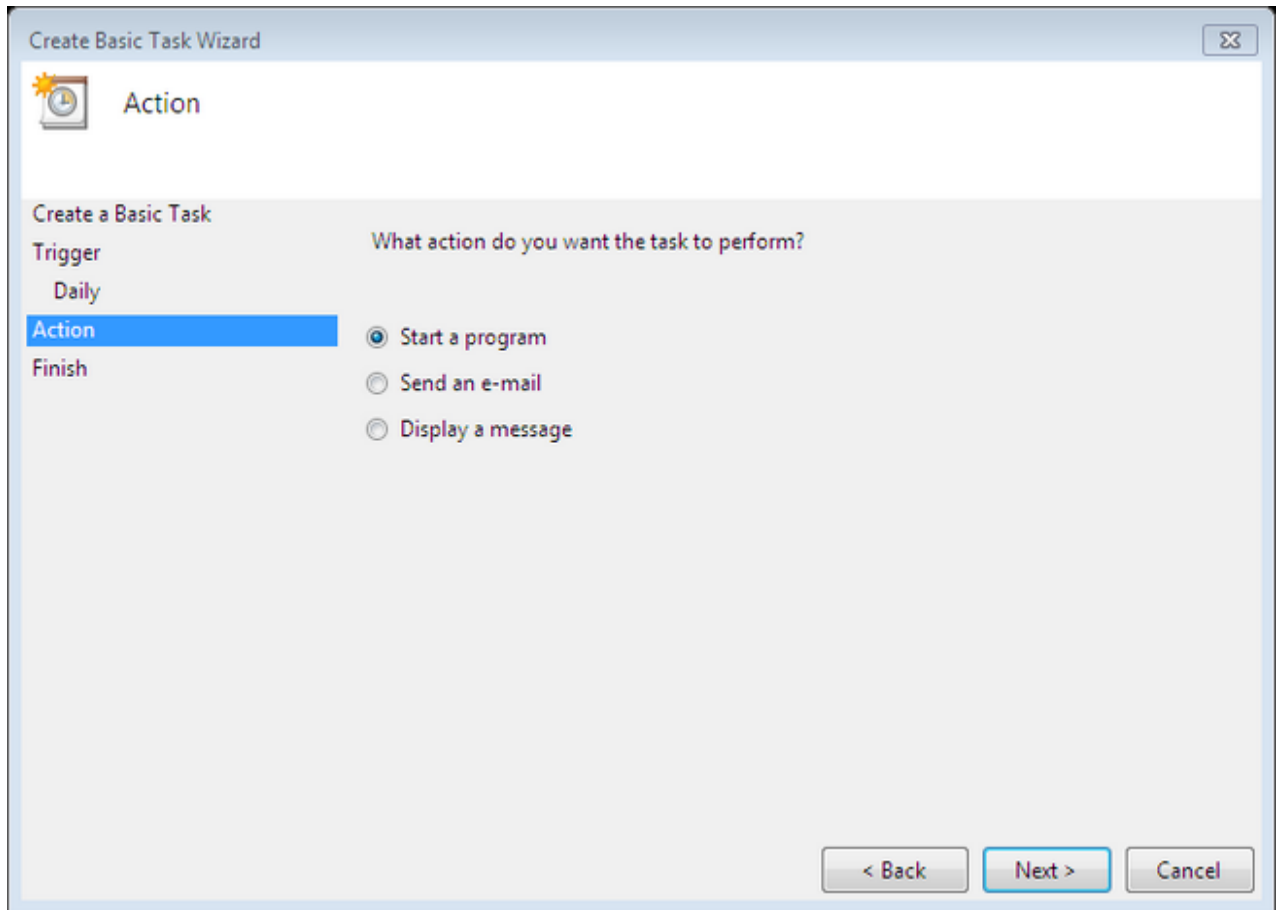 Create Basic Task Wizard
Action
Create a Basic Task
Trigger
Daily
Action
Finish
What action do you want the task to perform?
Start a program
Send an e-mail
Display a message
< Back
Next >
Cancel